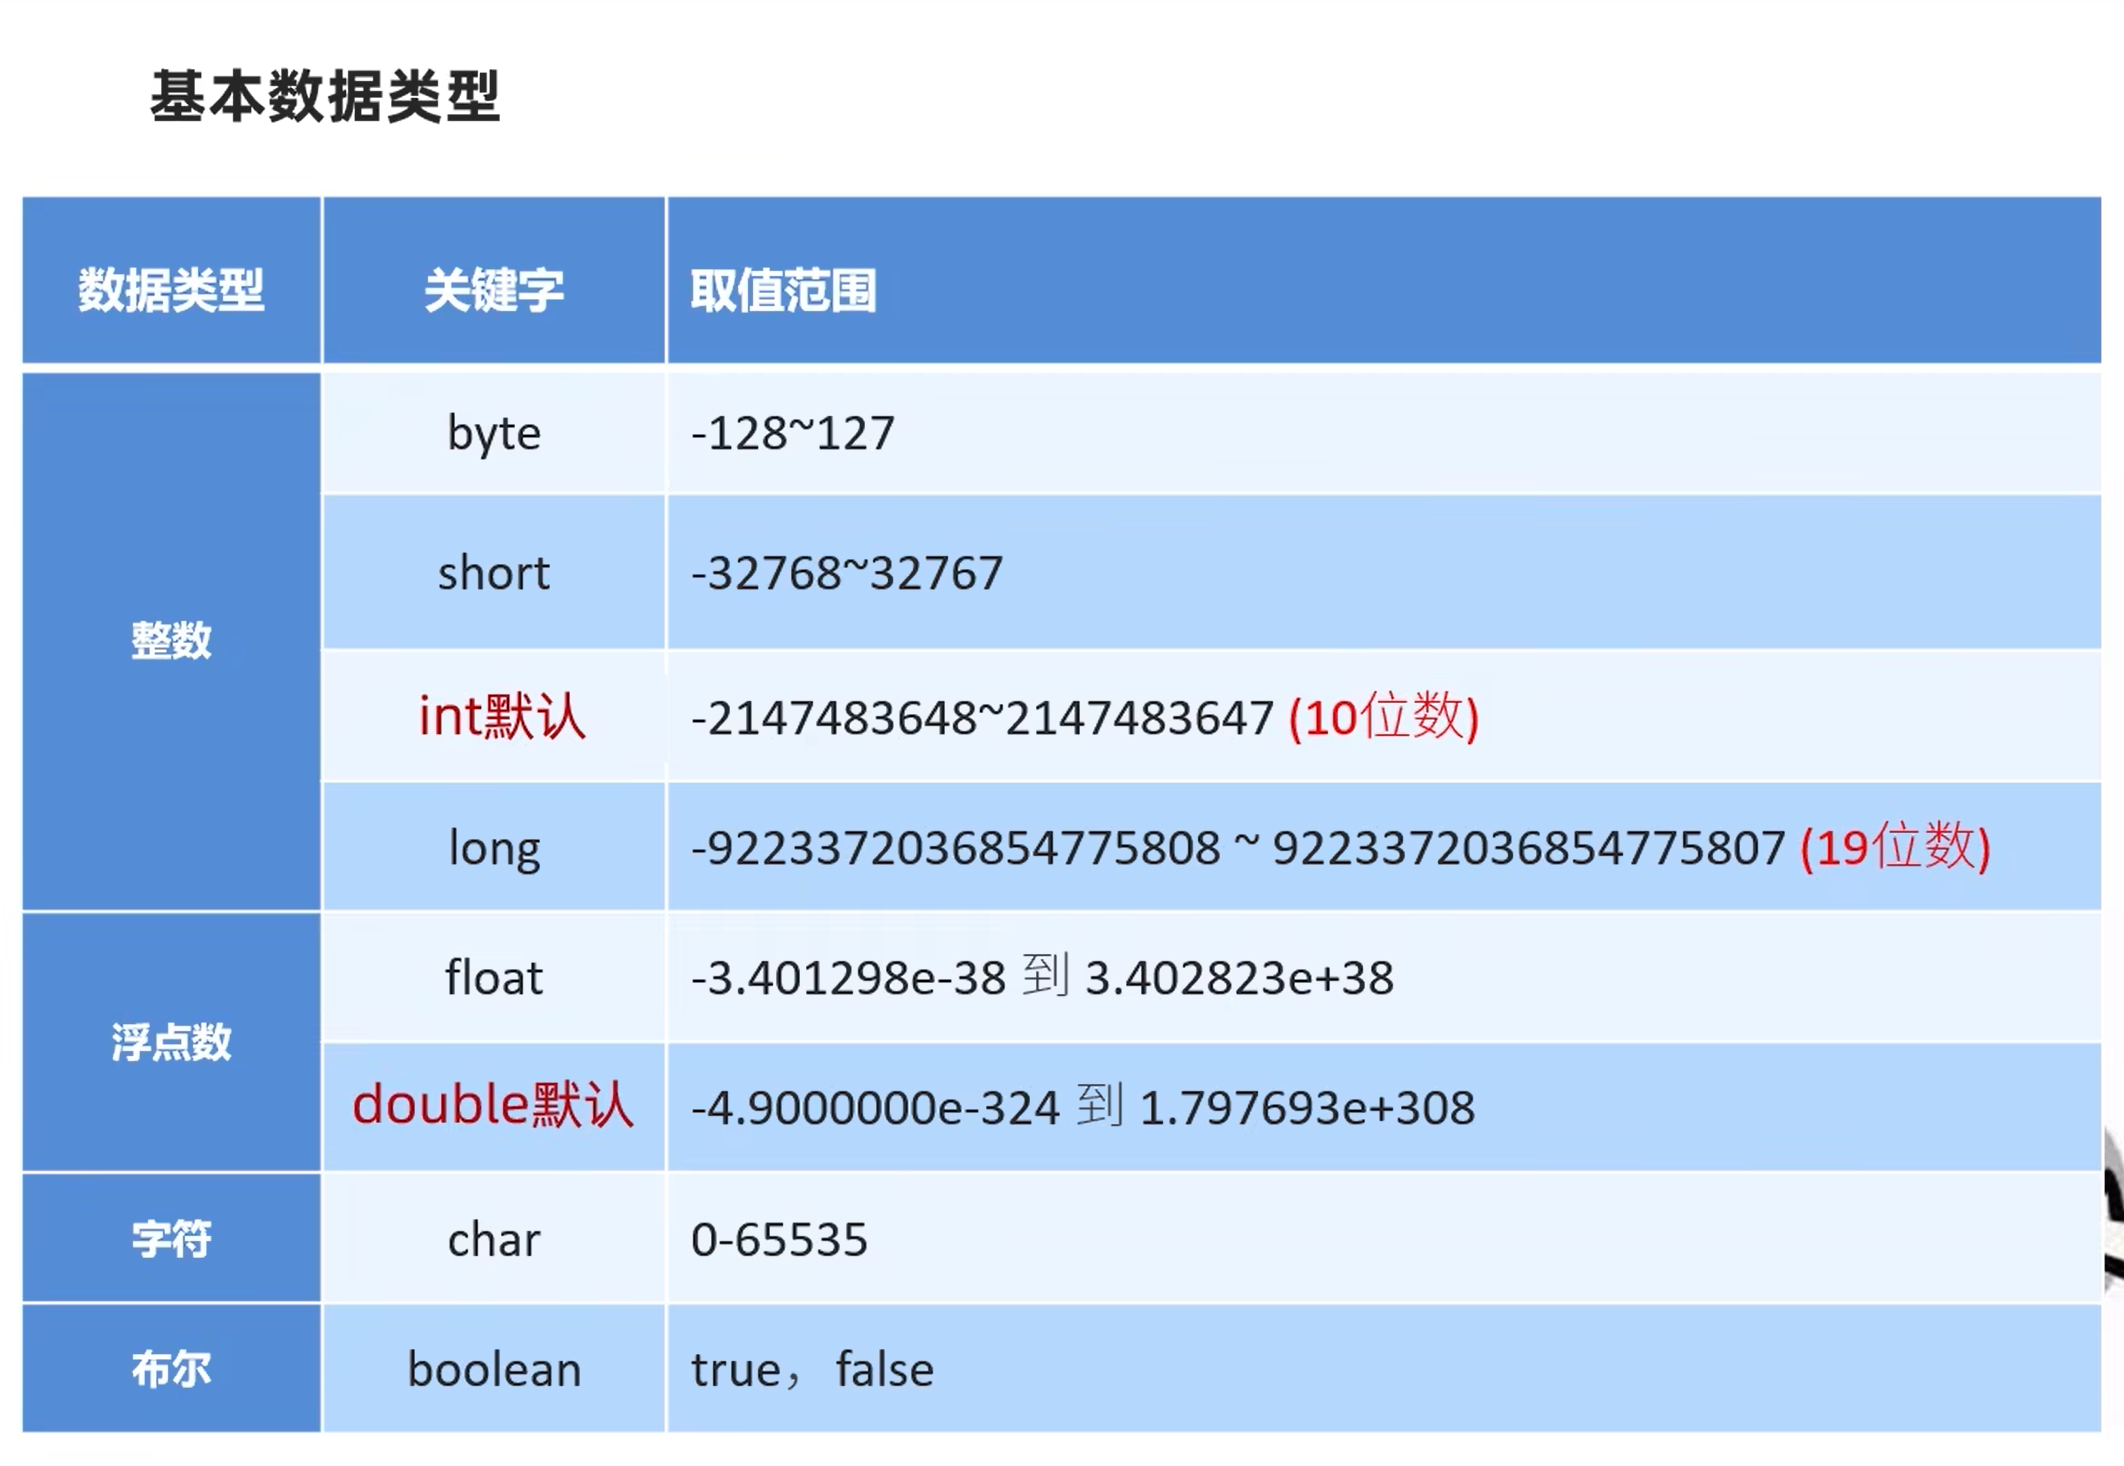 基本数据类型
数据类型 关键字 取值范围
整数
byte -128~127
short -32768~32767
int默认 -2147483648~2147483647 (10位数)
long -9223372036854775808 ~ 9223372036854775807 (19位数)
浮点数
float -3.401298e-38 到 3.402823e+38
double默认 -4.9000000e-324 到 1.797693e+308
字符 char 0-65535
布尔 boolean true，false